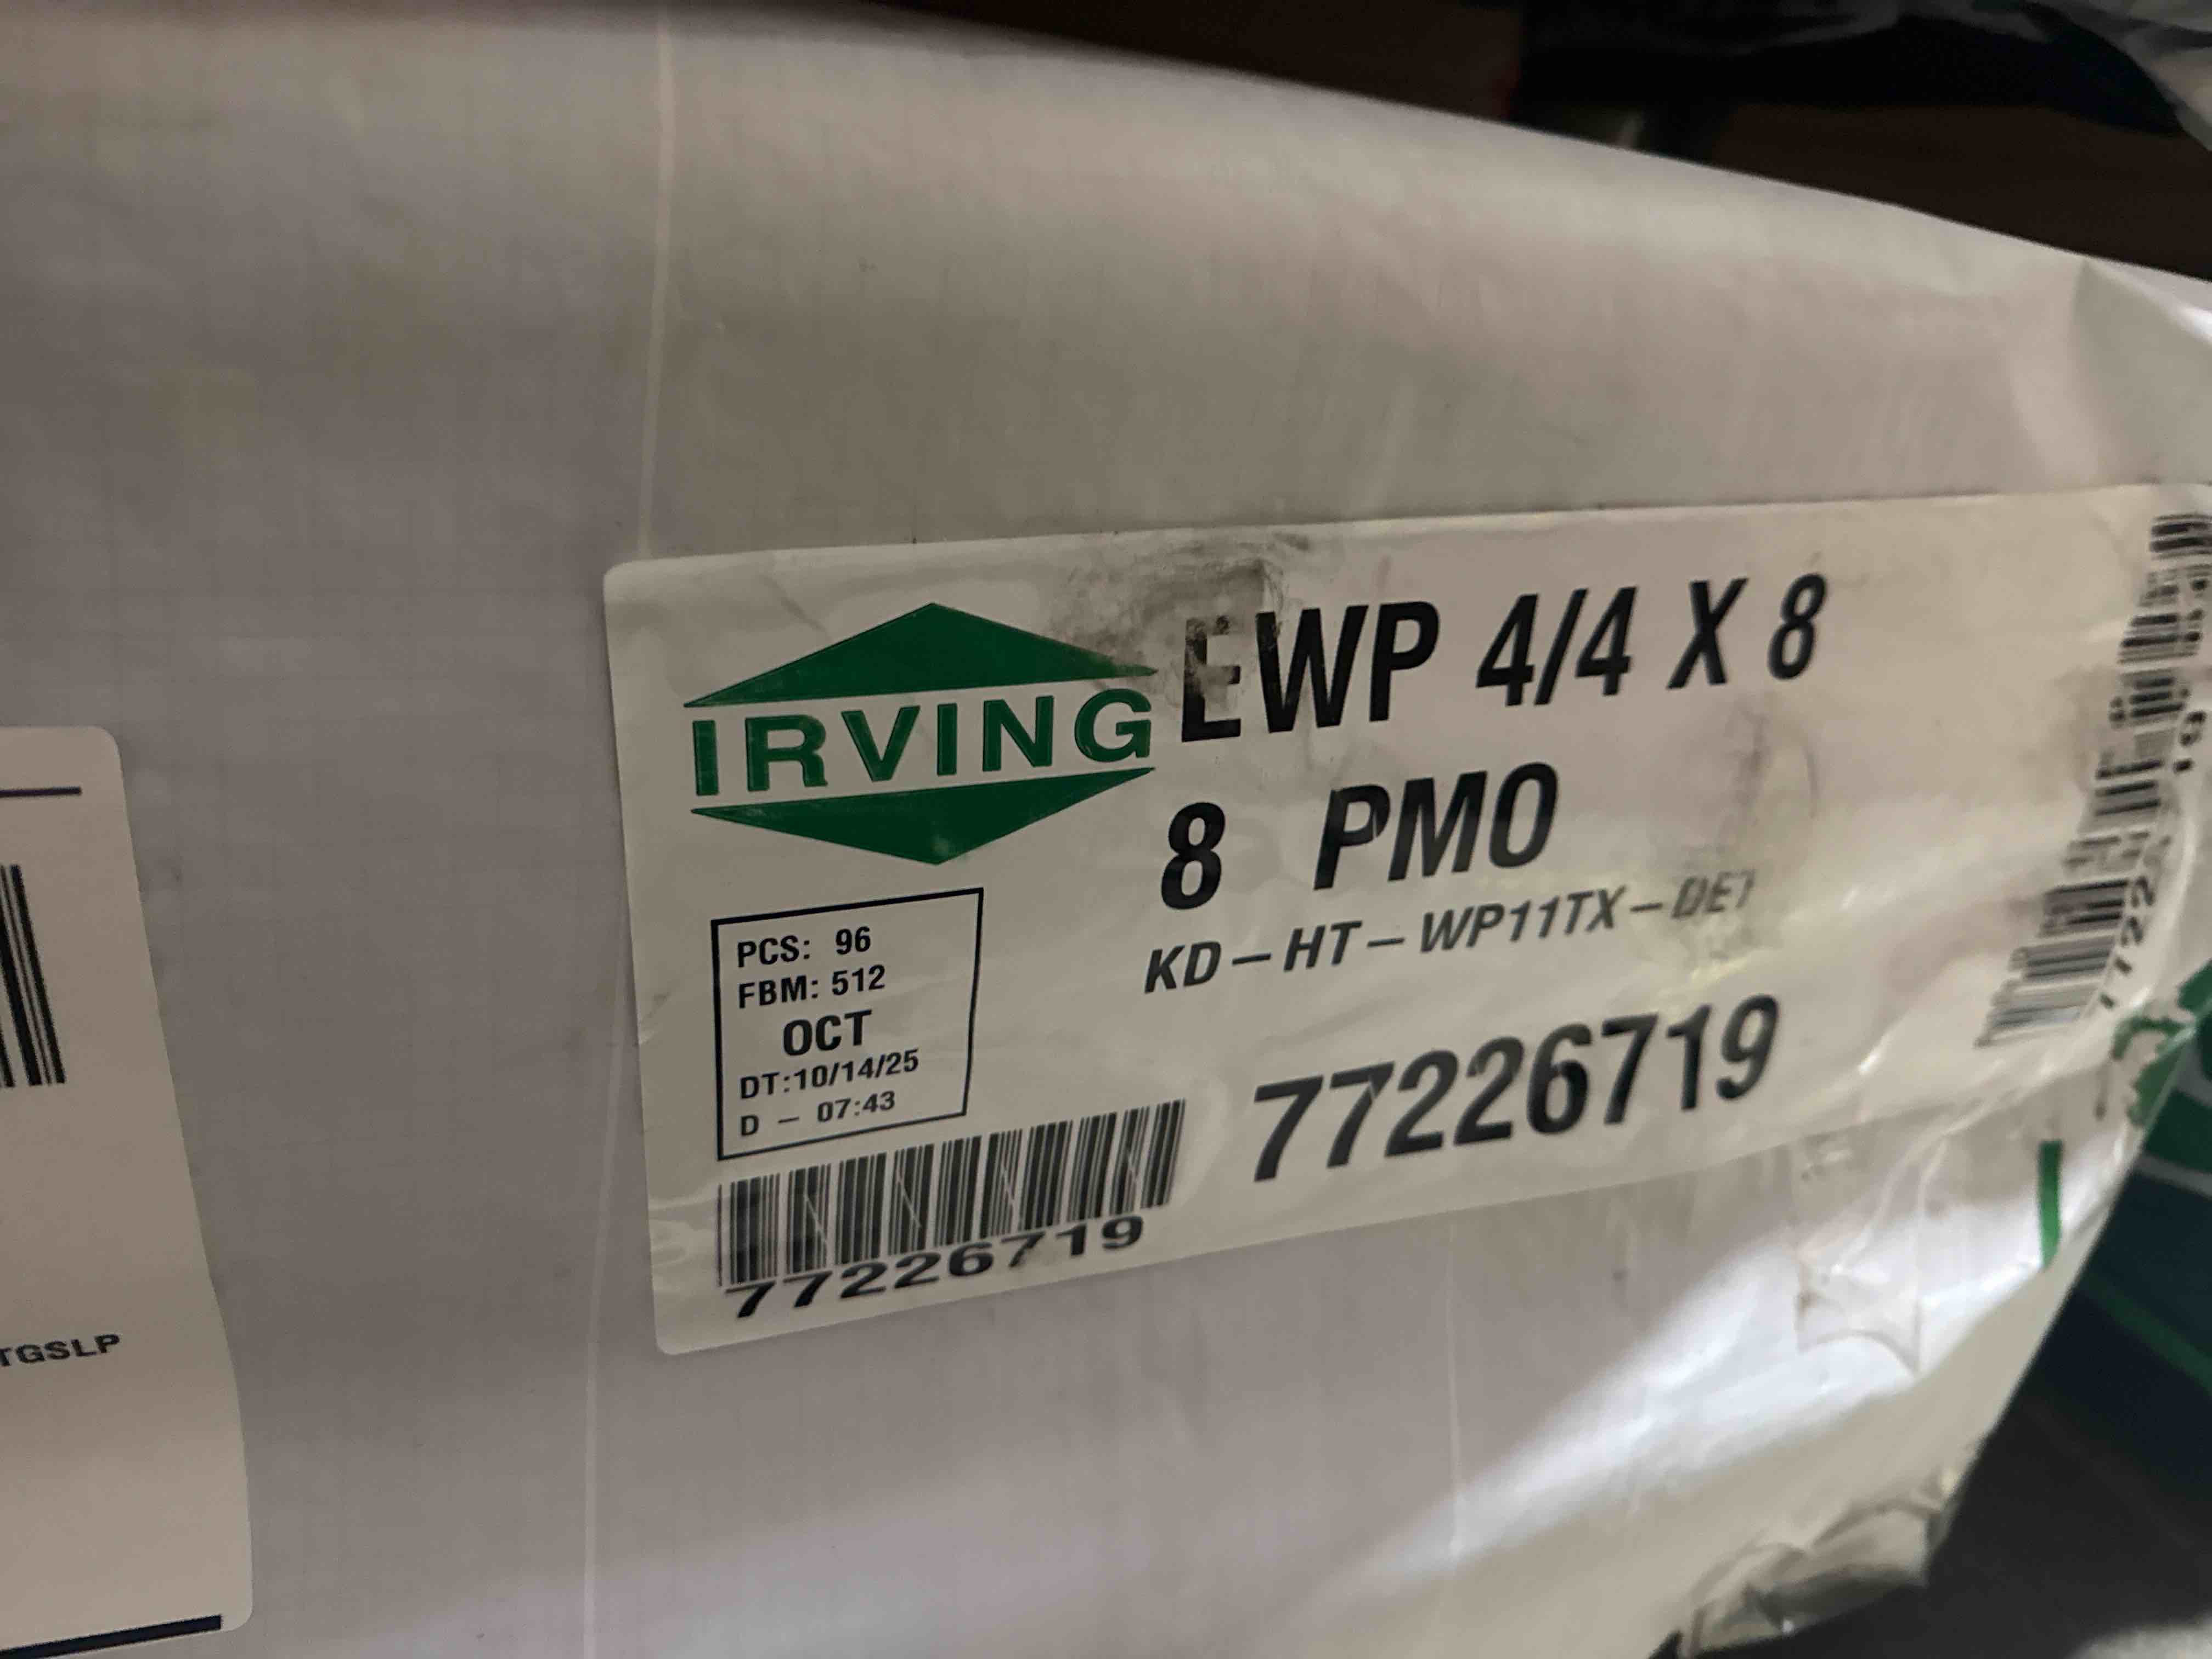 IRVING
EWP 4/4 X 8
8 PMO
KD-HT-WP11TX-DET
PCS: 96
FBM: 512
OCT
DT:10/14/25
D - 07:43
77226719
77226719
TGSLP